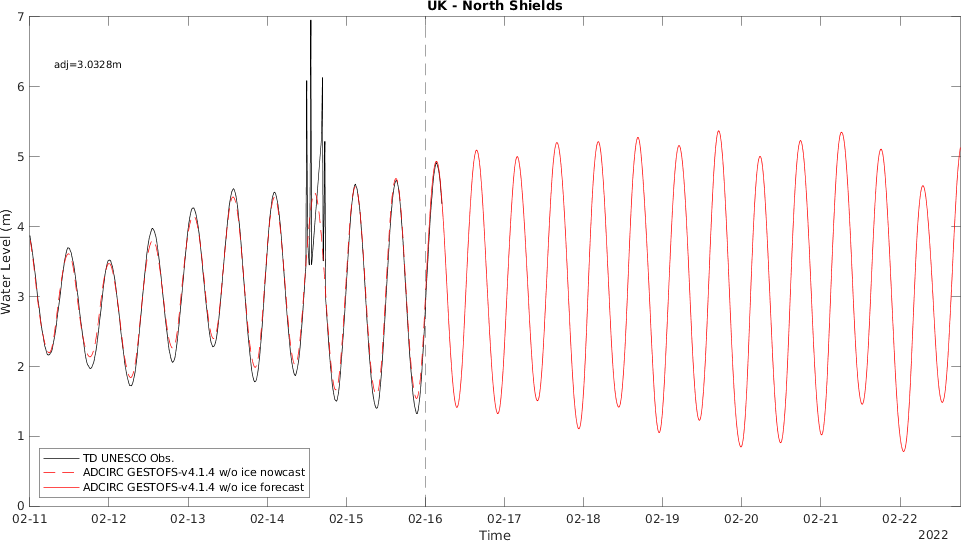 UK - North Shields
7
adj=3.0328m
6
5
4
3
2
1
0
Water Level (m)
TD UNESCO Obs.
ADCIRC GESTOFS-v4.1.4 w/o ice nowcast
ADCIRC GESTOFS-v4.1.4 w/o ice forecast
02-11 02-12 02-13 02-14 02-15 02-16 02-17 02-18 02-19 02-20 02-21 02-22
Time
2022